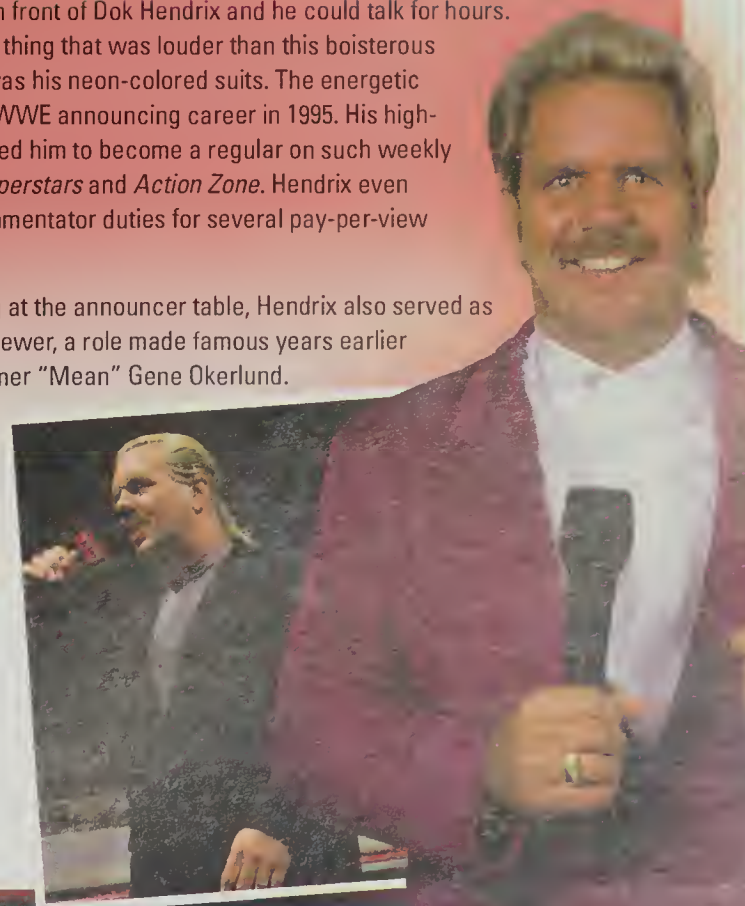 n front of Dok Hendrix and he could talk for hours.
thing that was louder than this boisterous
was his neon-colored suits. The energetic
WWE announcing career in 1995. His high-
ed him to become a regular on such weekly
perstars and Action Zone. Hendrix even
mmentator duties for several pay-per-view
at the announcer table, Hendrix also served as
ewer, a role made famous years earlier
ner "Mean" Gene Okerlund.